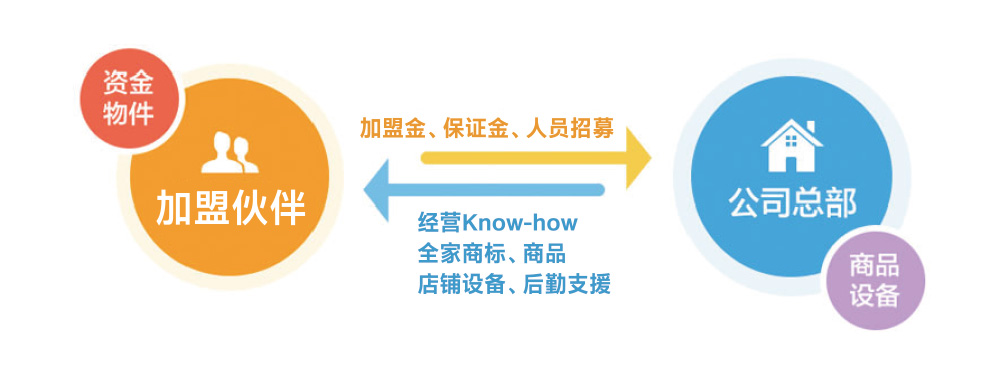 资金
物件
加盟伙伴
加盟金、保证金、人员招募
经营Know-how
全家商标、商品
店铺设备、后勤支援
公司总部
商品
设备